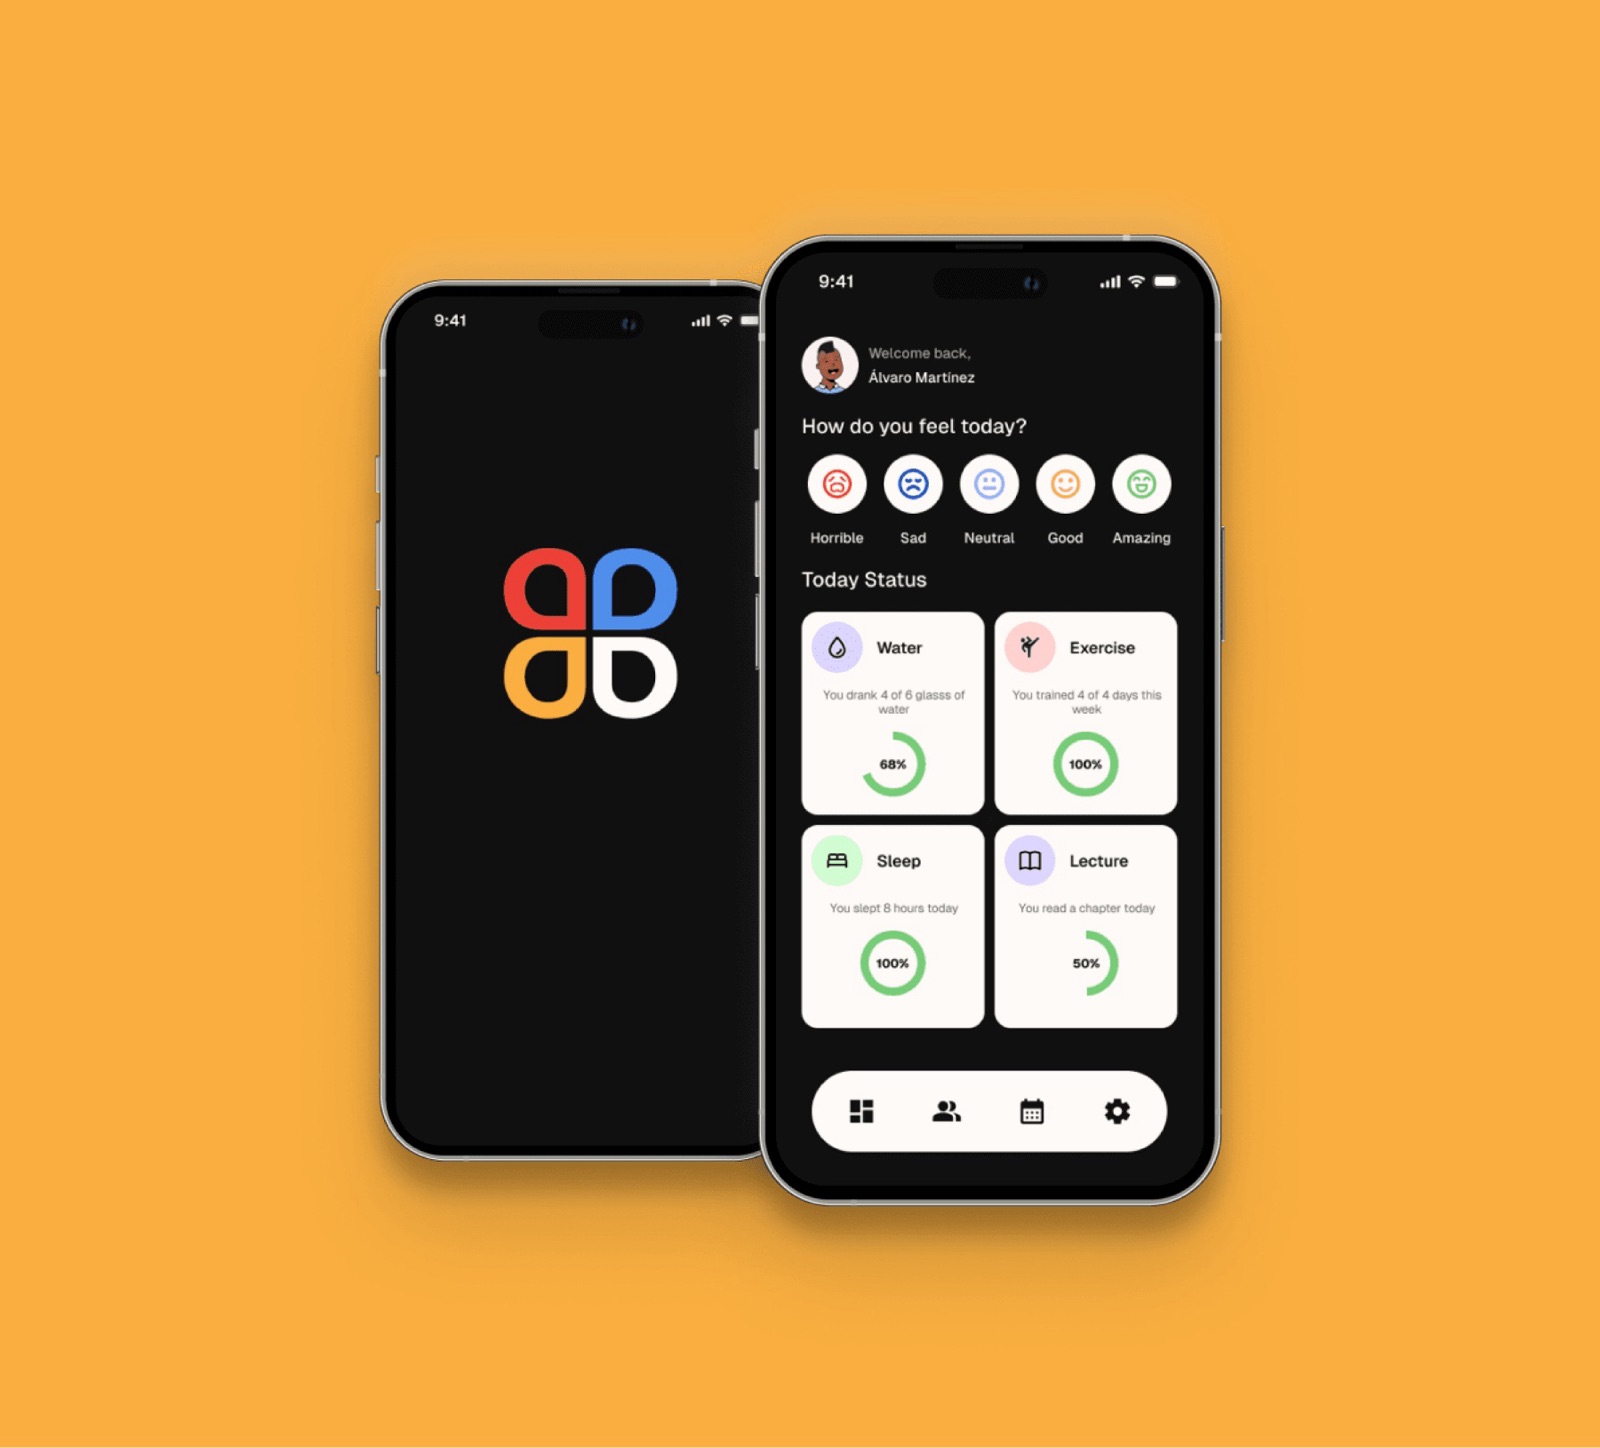 9:41
9:41
Welcome back,
Álvaro Martínez
How do you feel today?
Horrible
Sad
Neutral
Good
Amazing
Today Status
Water
You drank 4 of 6 glasss of
water
68%
Exercise
You trained 4 of 4 days this
week
100%
Sleep
You slept 8 hours today
100%
Lecture
You read a chapter today
50%